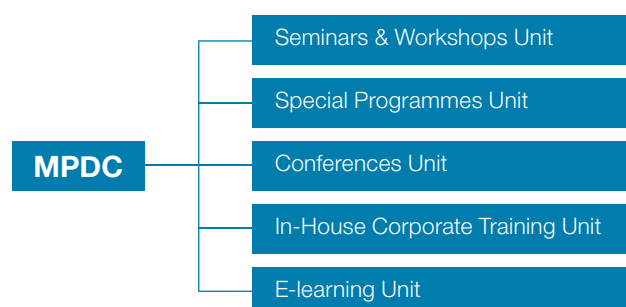 Seminars & Workshops Unit
Special Programmes Unit
MPDC
Conferences Unit
In-House Corporate Training Unit
E-learning Unit